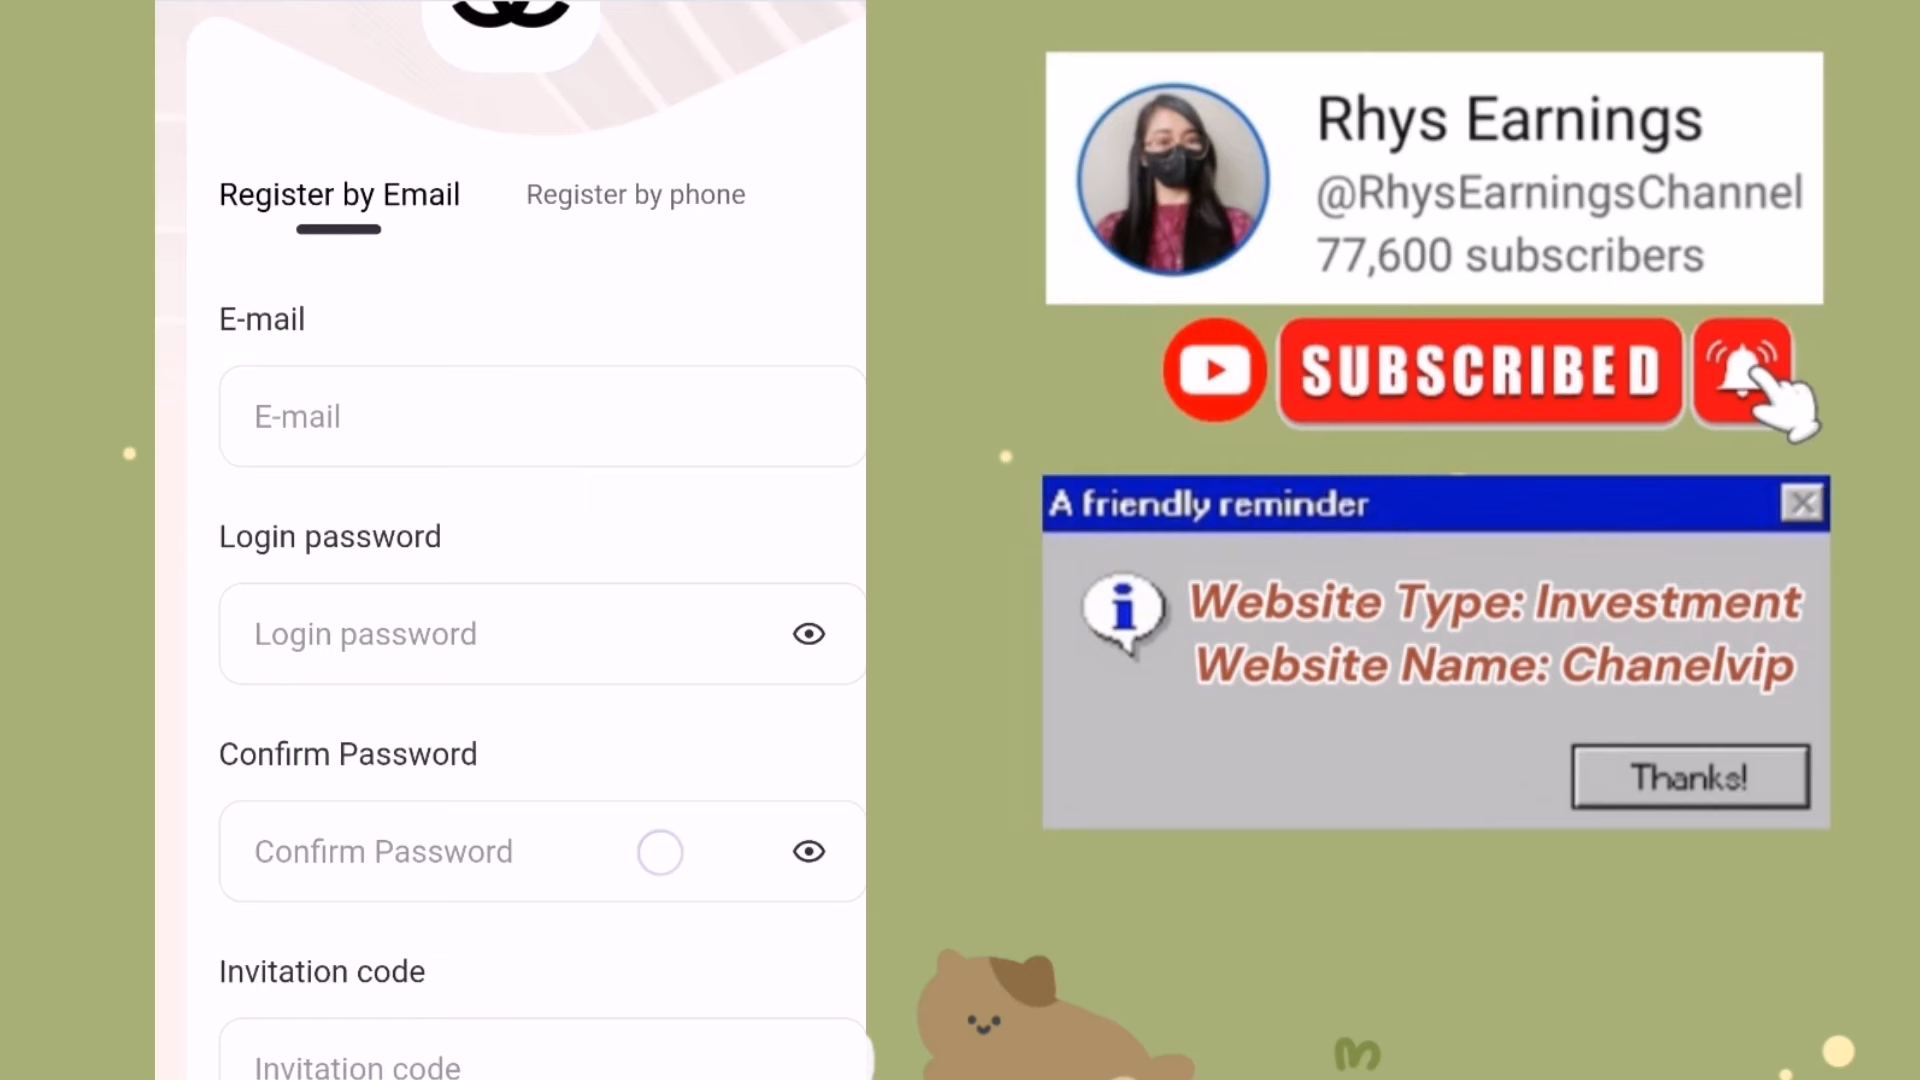 Register by Email
Register by phone
E-mail
E-mail
Login password
Login password
Confirm Password
Confirm Password
Invitation code
Invitation code
Rhys Earnings
@RhysEarningsChannel
77,600 subscribers
SUBSCRIBED
A friendly reminder
Website Type: Investment
Website Name: Chanelvip
Thanks!